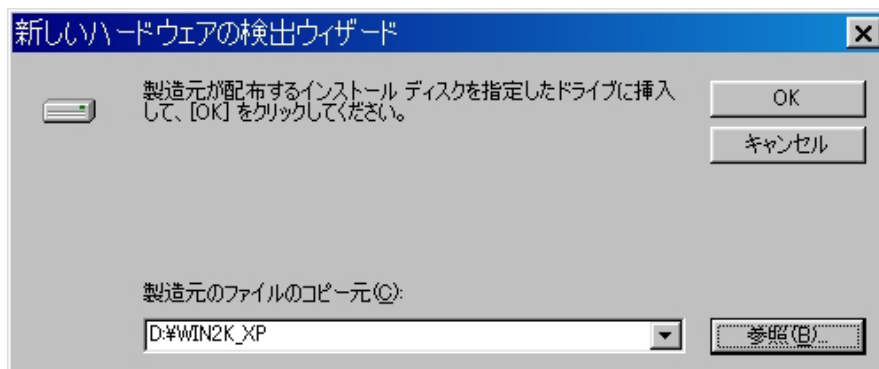 新しいハードウェアの検出ウィザード
製造元が配布するインストール ディスクを指定したドライブに挿入
して、[OK] をクリックしてください。
OK
キャンセル
製造元のファイルのコピー元(C):
D:¥WIN2K_XP
参照(B)...